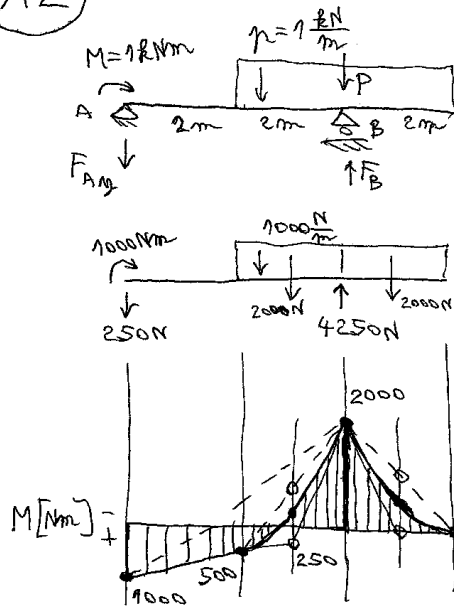 A2
M=1kNm
p=1 kN/m
P
A
2m
2m
B
2m
F_Ay
F_B
1000Nm
1000 N/m
250N
2000N
4250N
2000N
2000
M[Nm]
-
+
500
250
1000